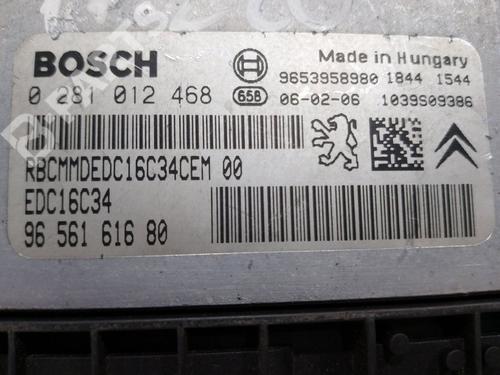 BOSCH
Made in Hungary
9653958980 1844 1544
0 281 012 468
658
06-02-06
1039S09386
RBCMMDEDC16C34CEM 00
EDC16C34
96 561 616 80